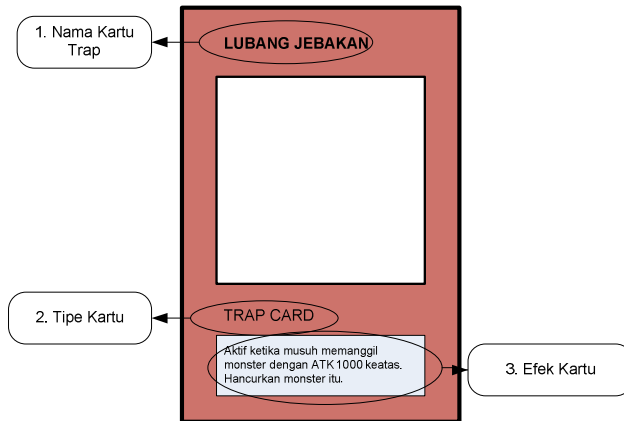 1. Nama Kartu
Trap
LUBANG JEBAKAN
2. Tipe Kartu
TRAP CARD
Aktif ketika musuh memanggil
monster dengan ATK 1000 keatas.
Hancurkan monster itu.
3. Efek Kartu